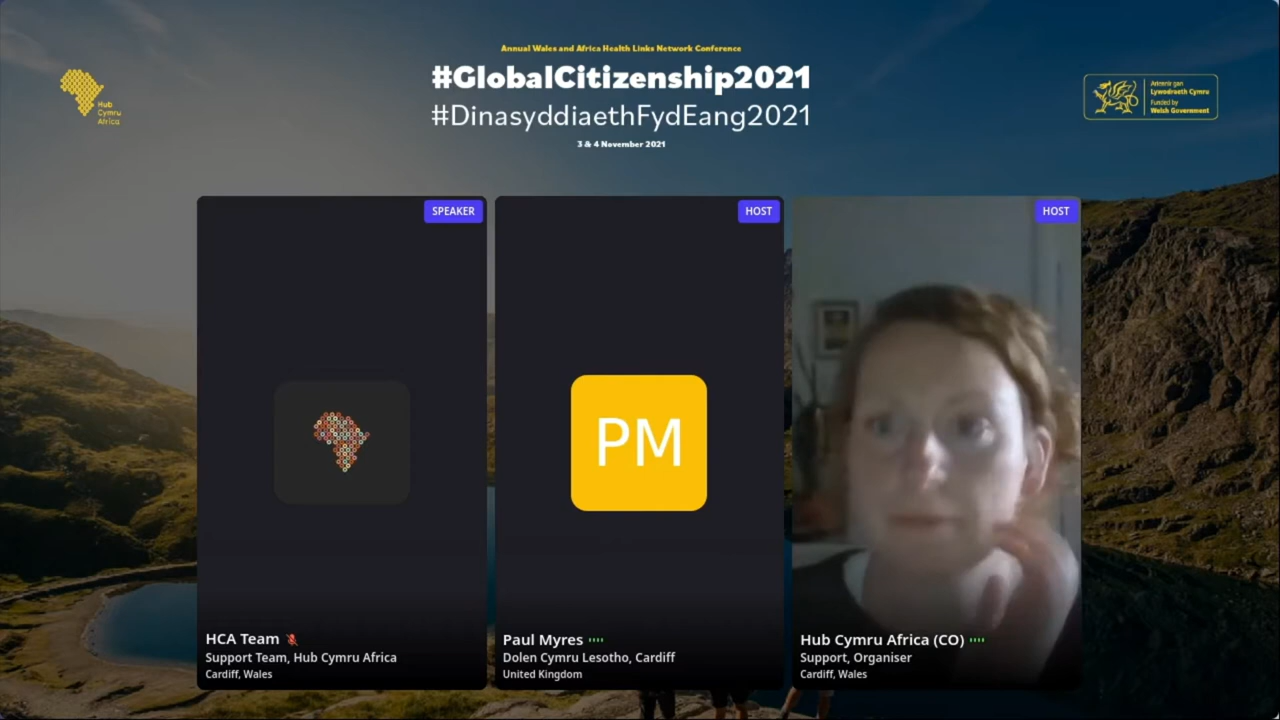 Annual Wales and Africa Health Links Network Conference
#GlobalCitizenship2021
#DinasyddiaethFydEang2021
3 & 4 November 2021
Hub
Cymru
Africa
Ariennir gan
Lywodraeth Cymru
Funded by
Welsh Government
SPEAKER
HOST
HOST
PM
HCA Team
Support Team, Hub Cymru Africa
Cardiff, Wales
Paul Myres
Dolen Cymru Lesotho, Cardiff
United Kingdom
Hub Cymru Africa (CO)
Support, Organiser
Cardiff, Wales